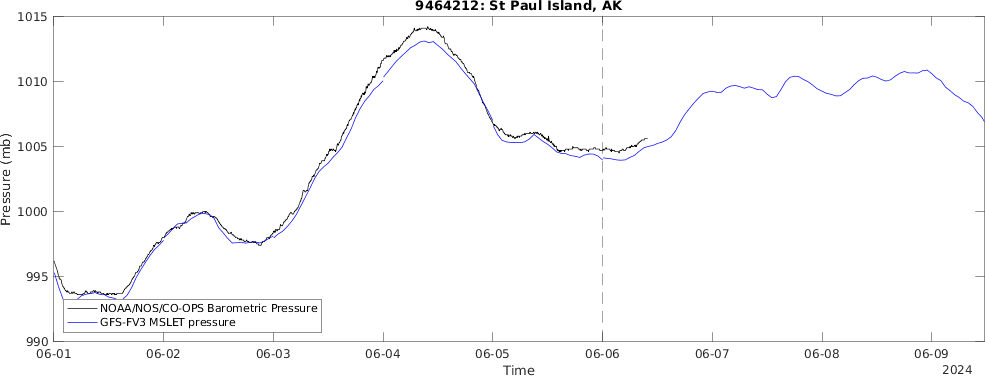 9464212: St Paul Island, AK
Pressure (mb)
1015
1010
1005
1000
995
990
NOAA/NOS/CO-OPS Barometric Pressure
GFS-FV3 MSLET pressure
06-01 06-02 06-03 06-04 06-05 06-06 06-07 06-08 06-09
Time
2024